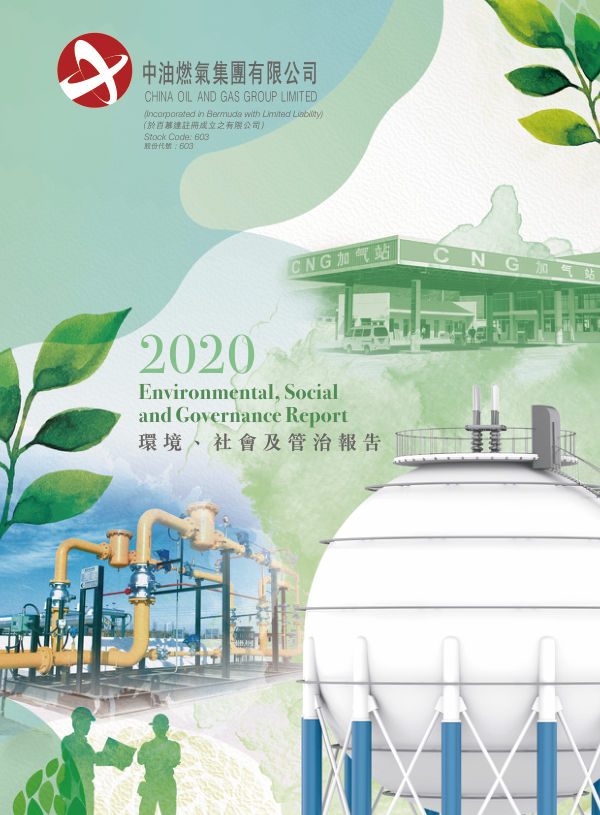 中油燃氣集團有限公司
CHINA OIL AND GAS GROUP LIMITED
(Incorporated in Bermuda with Limited Liability)
(於百慕達註冊成立之有限公司)
Stock Code: 603
股份代號：603
CNG加气站
CNG加气站
2020
Environmental, Social
and Governance Report
環境、社會及管治報告